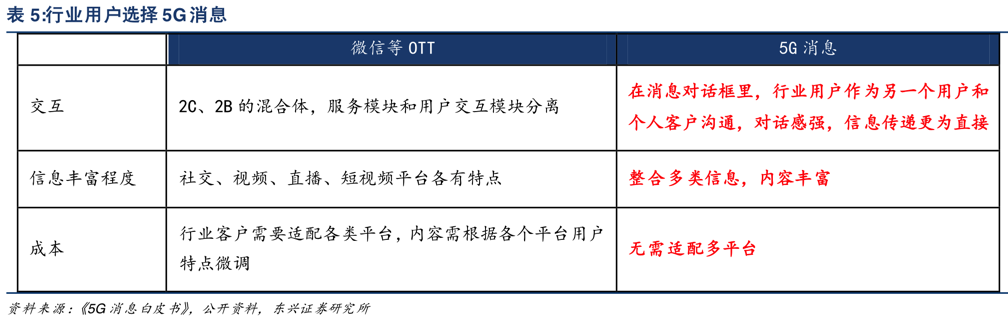 表 5:行业用户选择 5G 消息
微信等 OTT
5G 消息
交互
2C、2B 的混合体，服务模块和用户交互模块分离
在消息对话框里，行业用户作为另一个用户和
个人客户沟通，对话感强，信息传递更为直接
信息丰富程度
社交、视频、直播、短视频平台各有特点
整合多类信息，内容丰富
成本
行业客户需要适配各类平台，内容需根据各个平台用户
特点微调
无需适配多平台
资料来源：《5G 消息白皮书》，公开资料，东兴证券研究所